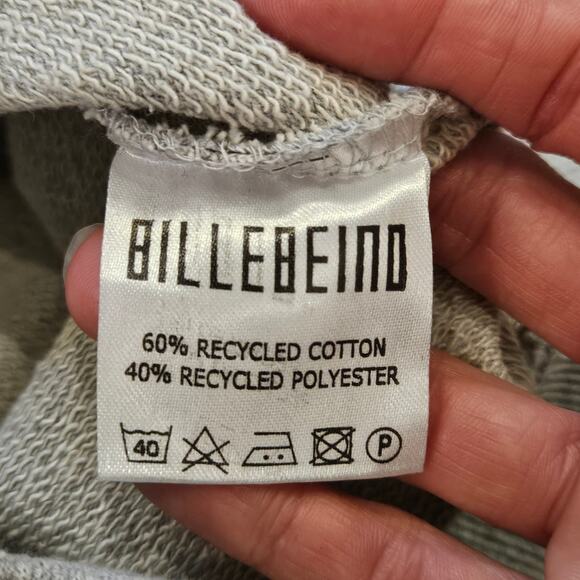 BILLEBEINO
60% RECYCLED COTTON
40% RECYCLED POLYESTER
40 P